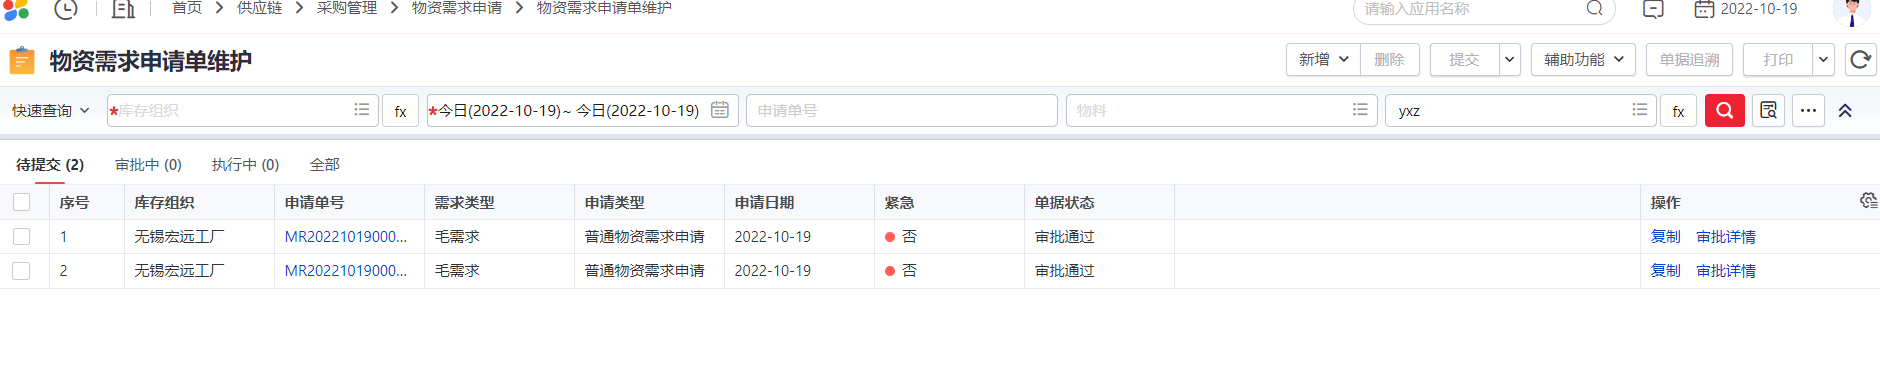 首页 > 供应链 > 采购管理 > 物资需求申请 > 物资需求申请单维护 请输入应用名称 2022-10-19
物资需求申请单维护 新增 删除 提交 辅助功能 单据追溯 打印
快速查询 *库存组织 fx *今日(2022-10-19)~ 今日(2022-10-19) 申请单号 物料 yxz fx ...
待提交 (2) 审批中 (0) 执行中 (0) 全部
序号 库存组织 申请单号 需求类型 申请类型 申请日期 紧急 单据状态 操作
1 无锡宏远工厂 MR20221019000... 毛需求 普通物资需求申请 2022-10-19 否 审批通过 复制 审批详情
2 无锡宏远工厂 MR20221019000... 毛需求 普通物资需求申请 2022-10-19 否 审批通过 复制 审批详情